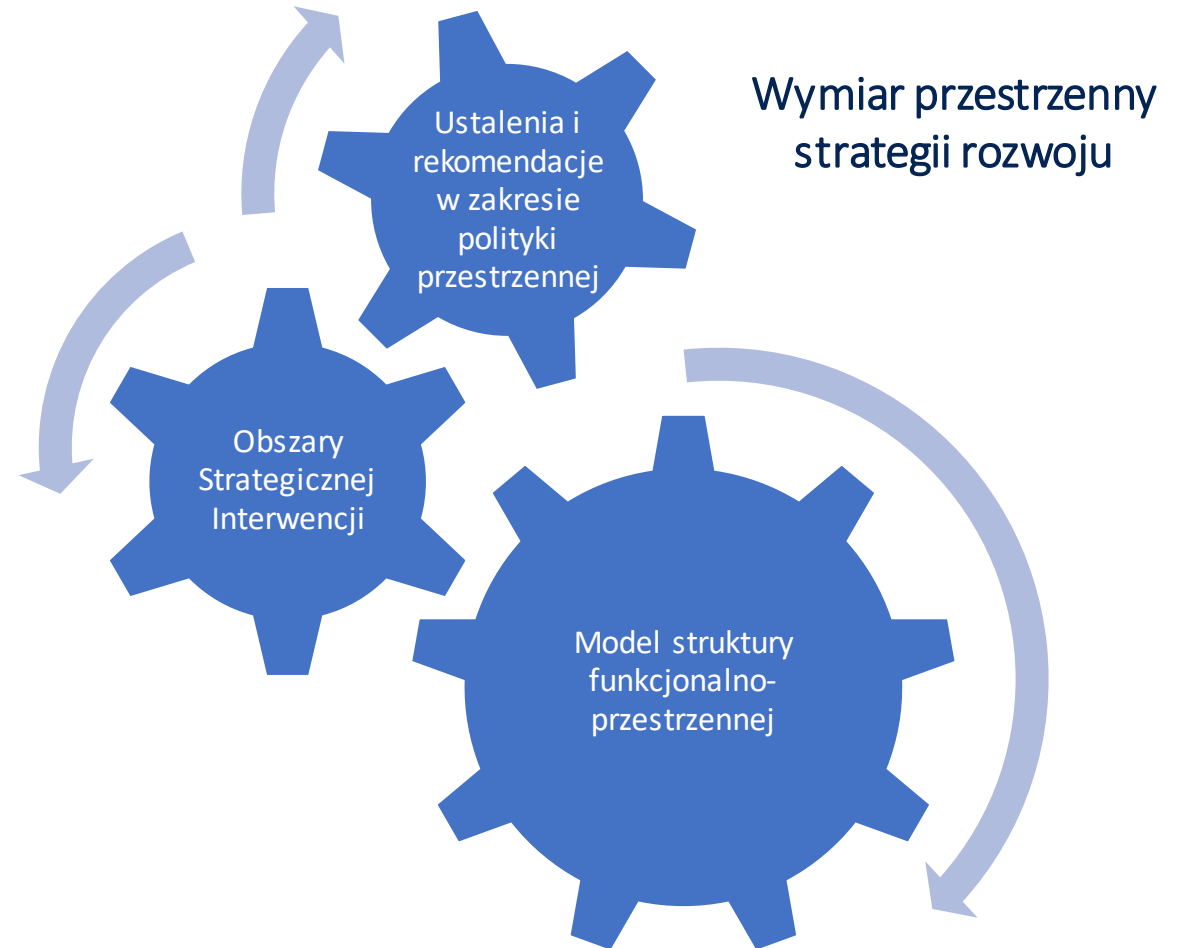 Wymiar przestrzenny
strategii rozwoju
Ustalenia i
rekomendacje
w zakresie
polityki
przestrzennej
Obszary
Strategicznej
Interwencji
Model struktury
funkcjonalno-
przestrzennej